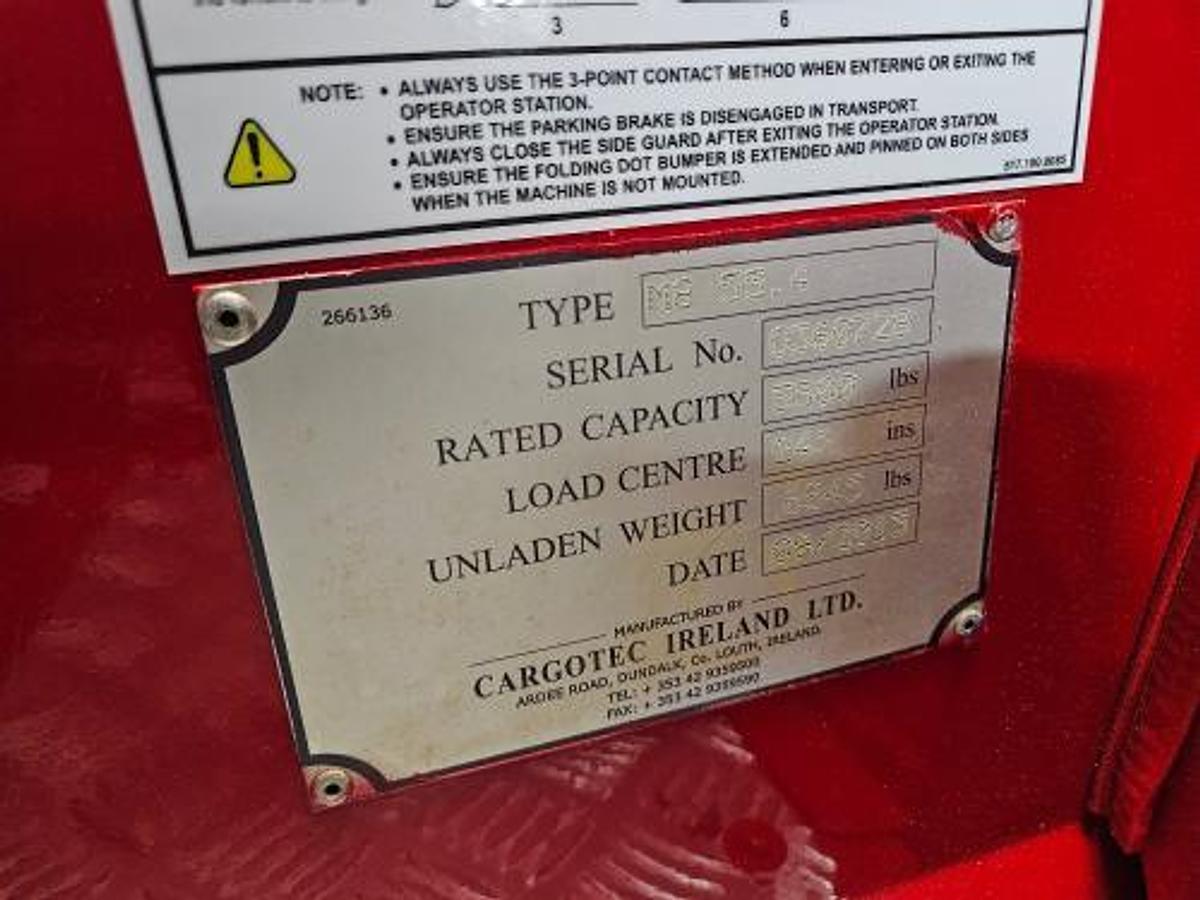 3 6
NOTE: • ALWAYS USE THE 3-POINT CONTACT METHOD WHEN ENTERING OR EXITING THE
OPERATOR STATION.
• ENSURE THE PARKING BRAKE IS DISENGAGED IN TRANSPORT.
• ALWAYS CLOSE THE SIDE GUARD AFTER EXITING THE OPERATOR STATION.
• ENSURE THE FOLDING DOT BUMPER IS EXTENDED AND PINNED ON BOTH SIDES
WHEN THE MACHINE IS NOT MOUNTED.
266136
TYPE
SERIAL No.
RATED CAPACITY lbs
LOAD CENTRE ins
UNLADEN WEIGHT lbs
DATE
MANUFACTURED BY
CARGOTEC IRELAND LTD.
ARDEE ROAD, DUNDALK, Co. LOUTH, IRELAND.
TEL: + 353 42 9359500
FAX: + 353 42 9359590